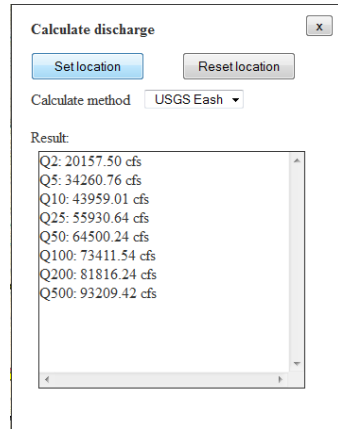 Calculate discharge x
Set location Reset location
Calculate method USGS Eash
Result:
Q2: 20157.50 cfs
Q5: 34260.76 cfs
Q10: 43959.01 cfs
Q25: 55930.64 cfs
Q50: 64500.24 cfs
Q100: 73411.54 cfs
Q200: 81816.24 cfs
Q500: 93209.42 cfs